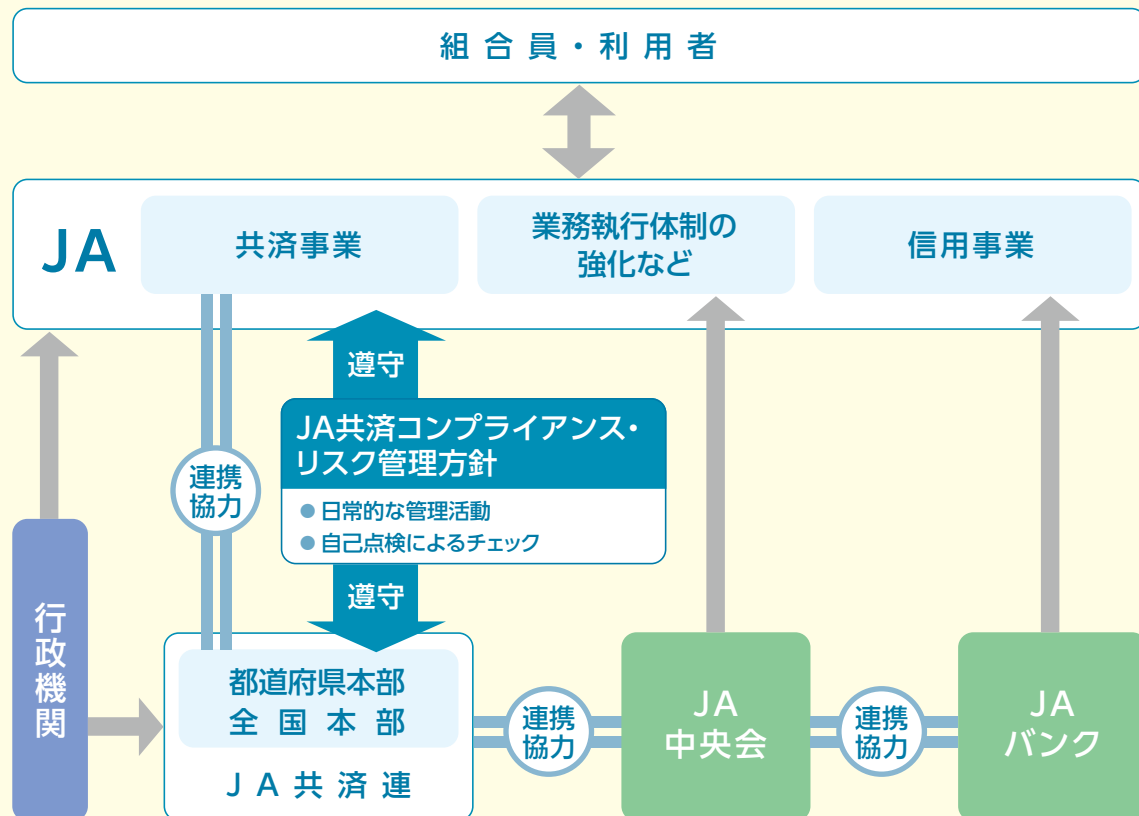 組合員・利用者
JA
共済事業
業務執行体制の
強化など
信用事業
遵守
JA共済コンプライアンス・
リスク管理方針
● 日常的な管理活動
● 自己点検によるチェック
遵守
連携
協力
行政機関
都道府県本部
全国本部
JA共済連
連携
協力
JA
中央会
連携
協力
JA
バンク